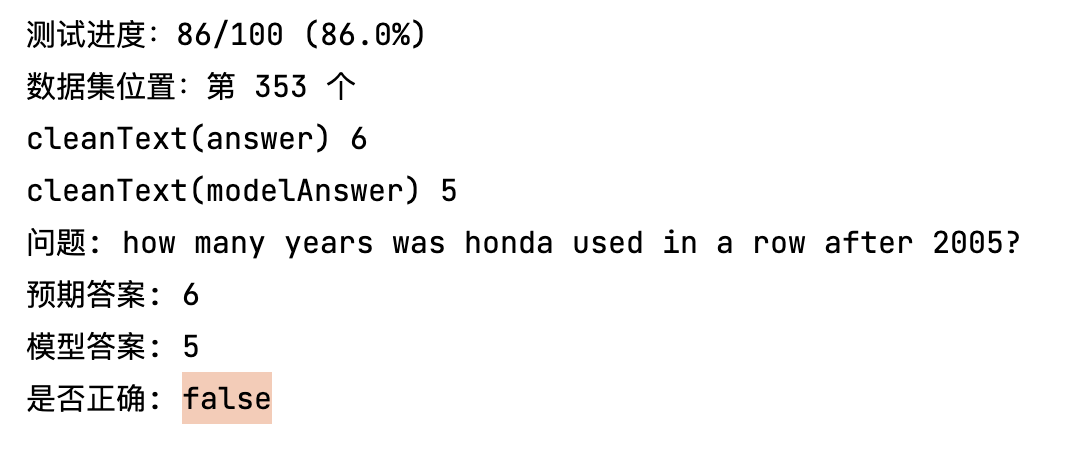 测试进度: 86/100 (86.0%)
数据集位置: 第 353 个
cleanText(answer) 6
cleanText(modelAnswer) 5
问题: how many years was honda used in a row after 2005?
预期答案: 6
模型答案: 5
是否正确: false